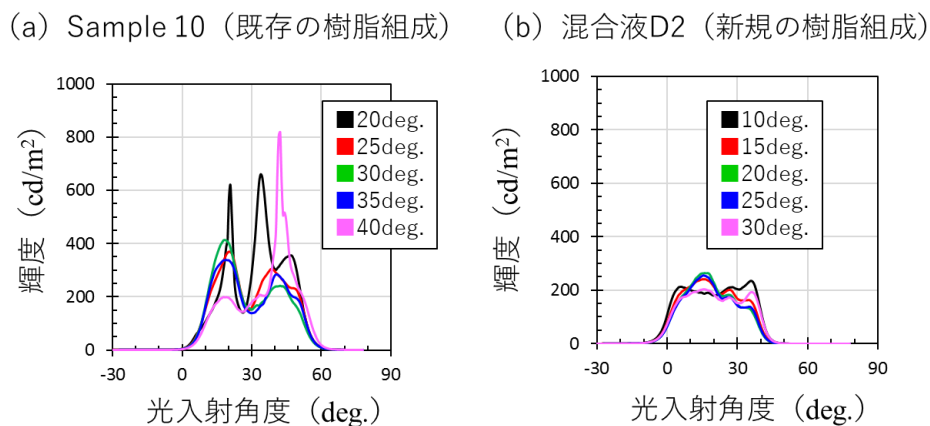 (a) Sample 10（既存の樹脂組成）
1000
800
600
400
200
0
輝度（cd/m2）
-30 0 30 60 90
光入射角度（deg.）
20deg.
25deg.
30deg.
35deg.
40deg.
(b) 混合液D2（新規の樹脂組成）
1000
800
600
400
200
0
輝度（cd/m2）
-30 0 30 60 90
光入射角度（deg.）
10deg.
15deg.
20deg.
25deg.
30deg.